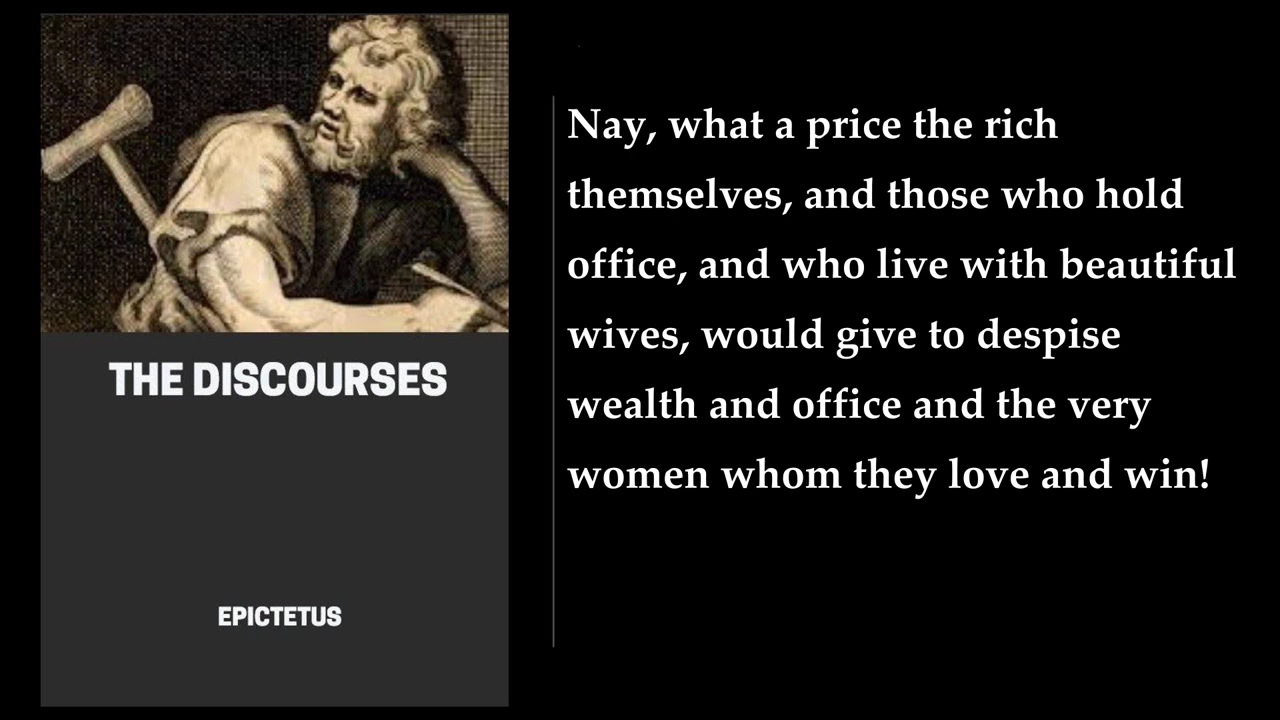 THE DISCOURSES
EPICTETUS
Nay, what a price the rich
themselves, and those who hold
office, and who live with beautiful
wives, would give to despise
wealth and office and the very
women whom they love and win!